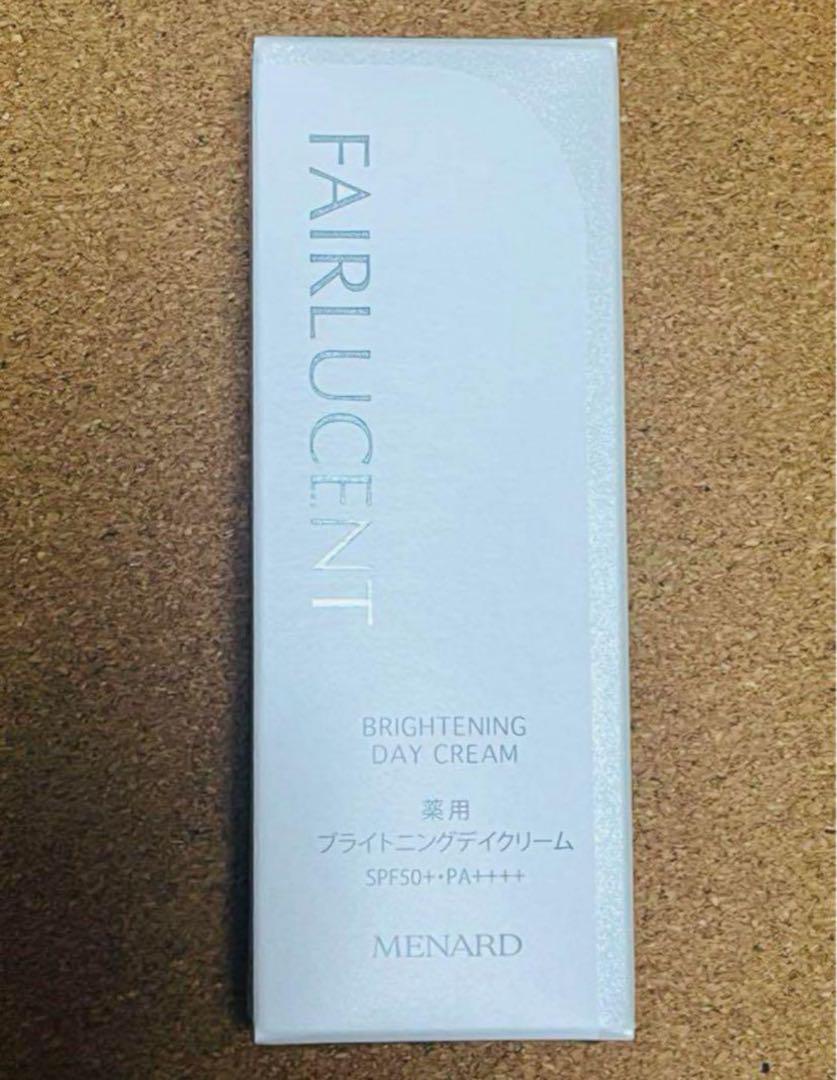 FAIRLUCENT
BRIGHTENING
DAY CREAM
薬用
ブライトニングデイクリーム
SPF50+・PA++++
MENARD